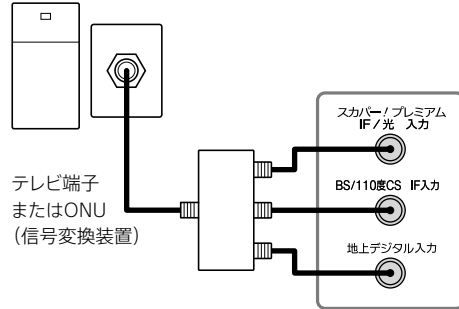 スカパー!プレミアム
IF/光 入力
BS/110度CS IF入力
地上デジタル入力
テレビ端子
またはONU
(信号変換装置)